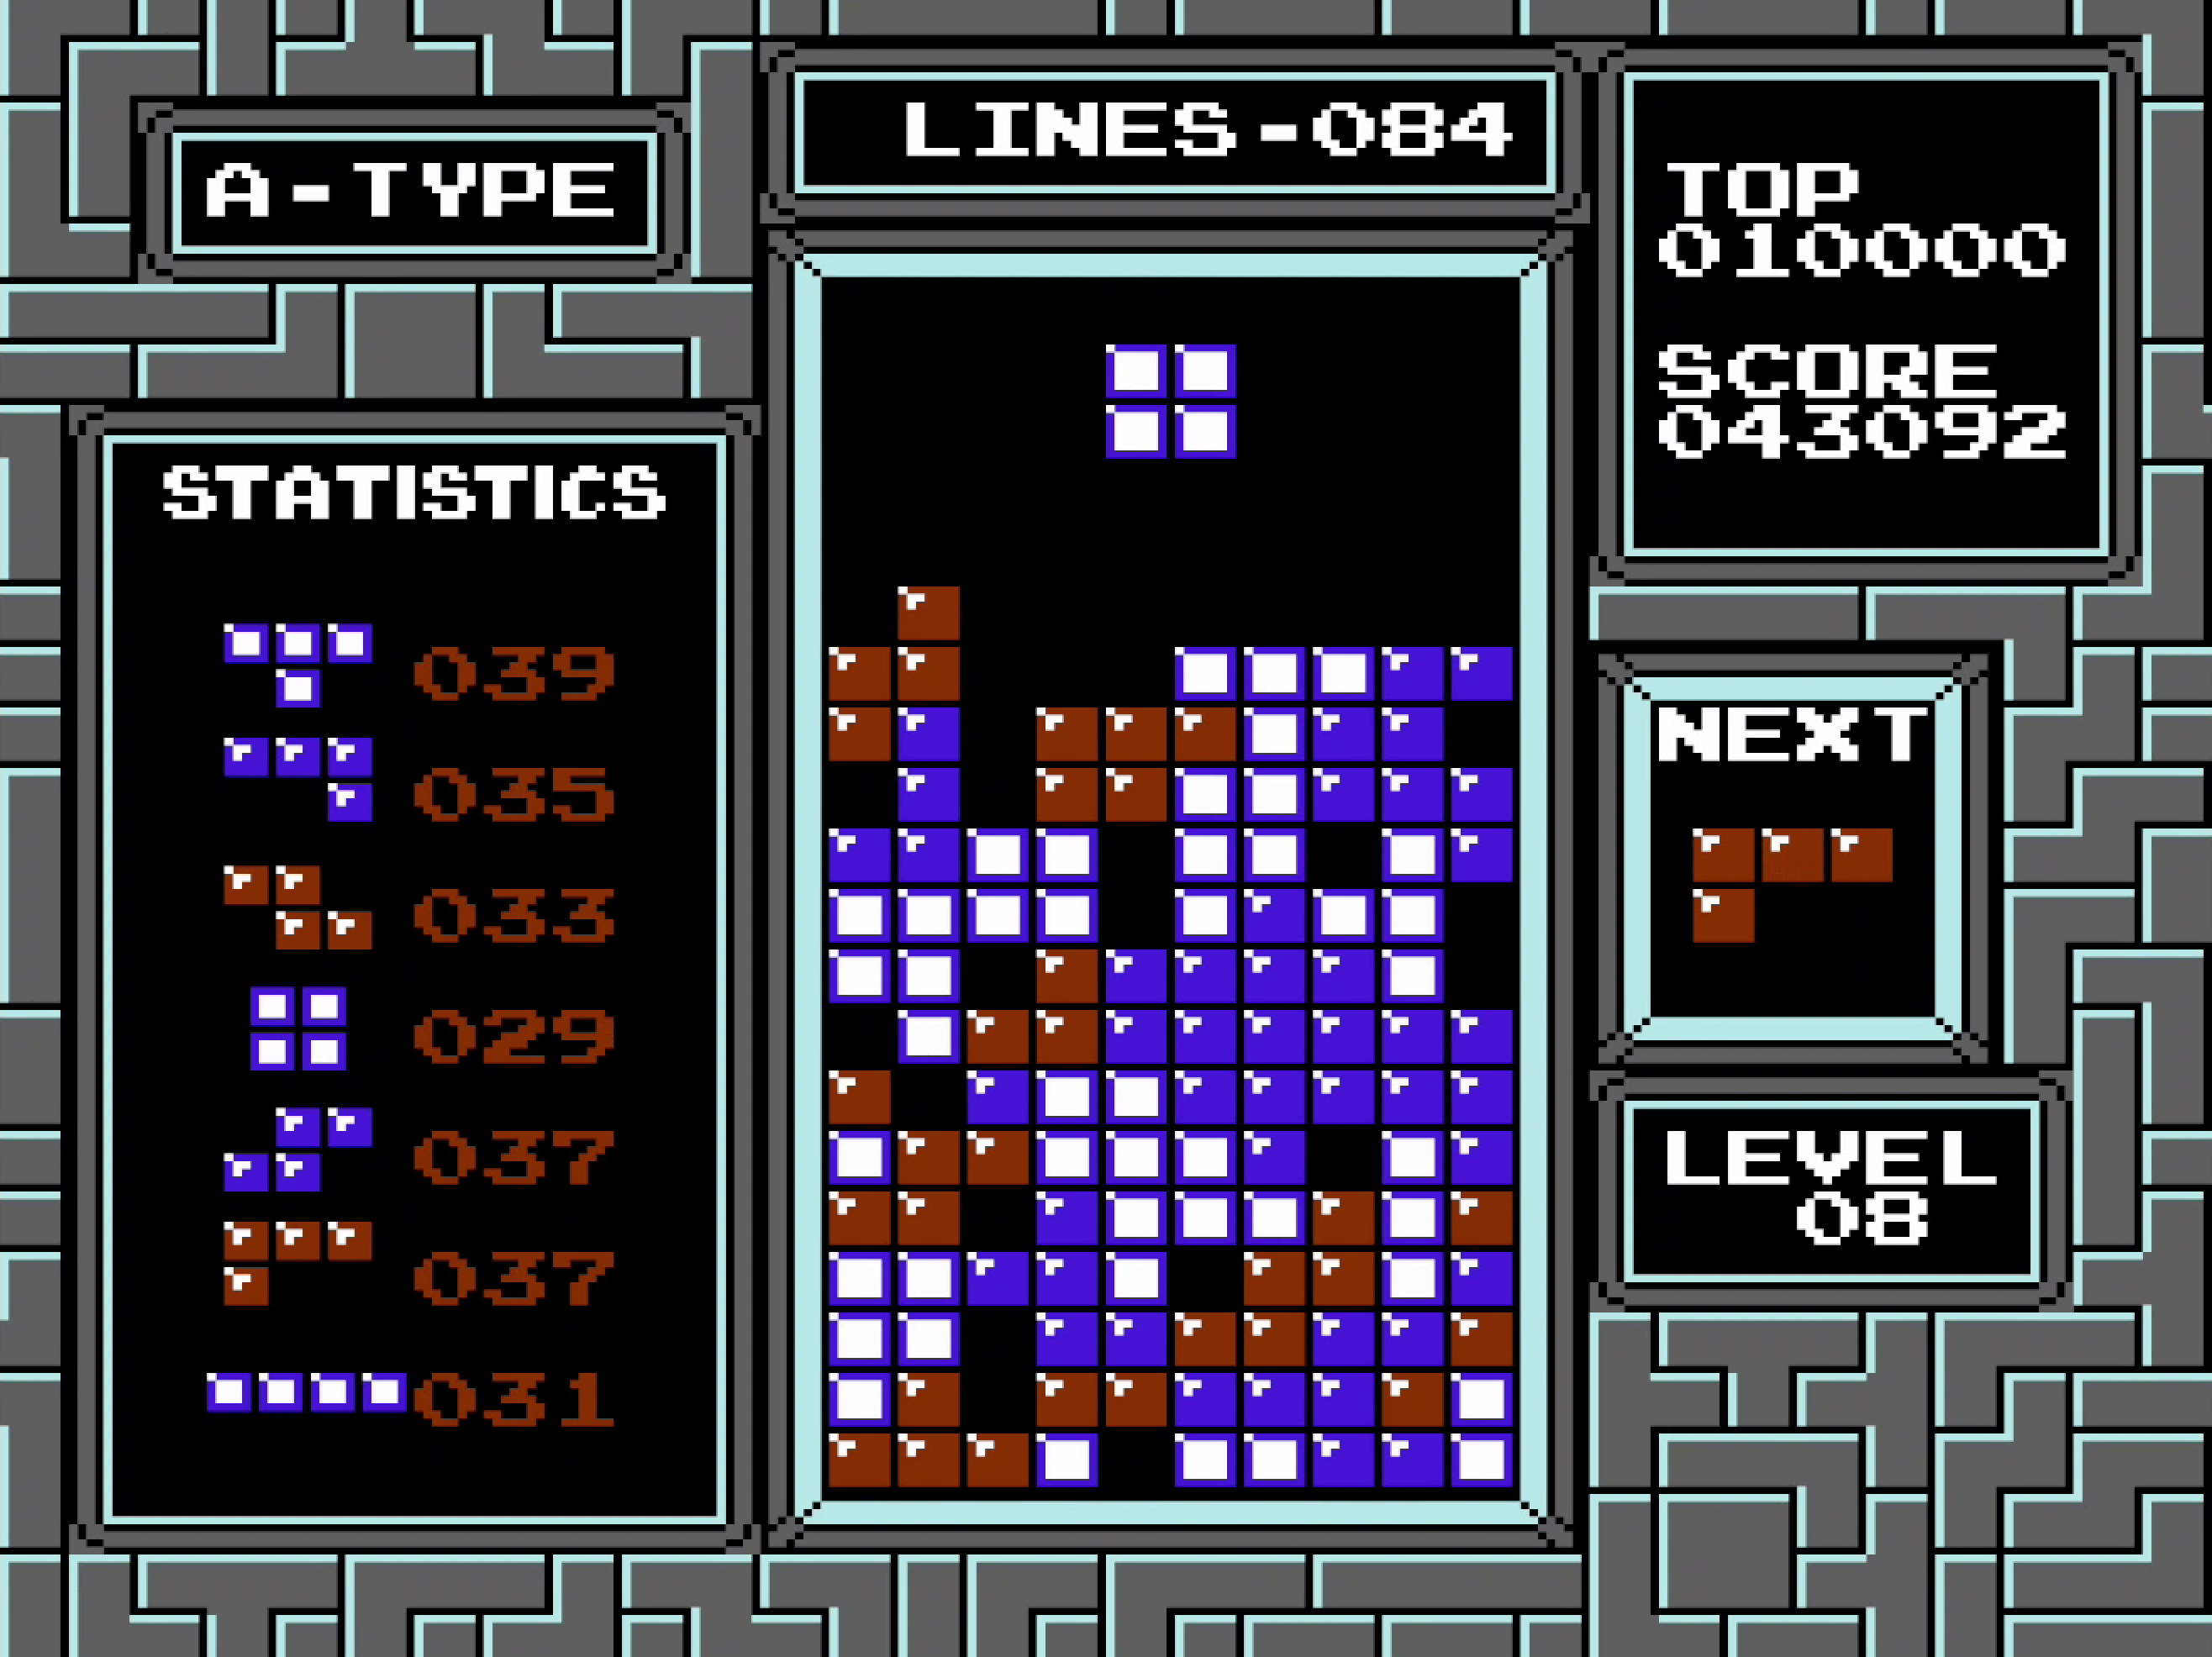 A-TYPE
LINES-084
TOP
010000
SCORE
043092
STATISTICS
039
035
033
029
037
037
031
NEXT
LEVEL
08